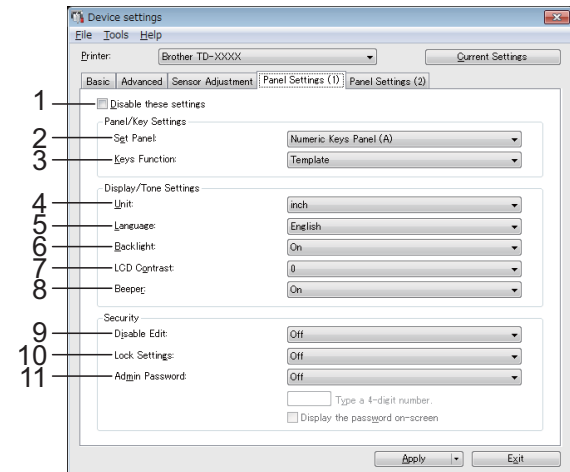 Device settings
File Tools Help
Printer: Brother TD-XXXX Current Settings
Basic Advanced Sensor Adjustment Panel Settings (1) Panel Settings (2)
1 Disable these settings
Panel/Key Settings
2 Set Panel: Numeric Keys Panel (A)
3 Keys Function: Template
Display/Tone Settings
4 Unit: inch
5 Language: English
6 Backlight: On
7 LCD Contrast: 0
8 Beeper: On
Security
9 Disable Edit: Off
10 Lock Settings: Off
11 Admin Password: Off
Type a 4-digit number.
Display the password on-screen
Apply Exit